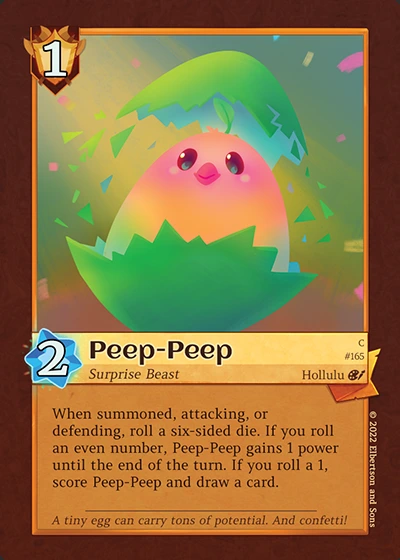 1
2
Peep-Peep
C
#165
Surprise Beast
Hollulu
When summoned, attacking, or
defending, roll a six-sided die. If you roll
an even number, Peep-Peep gains 1 power
until the end of the turn. If you roll a 1,
score Peep-Peep and draw a card.
A tiny egg can carry tons of potential. And confetti!
© 2022 Elbertson and Sons